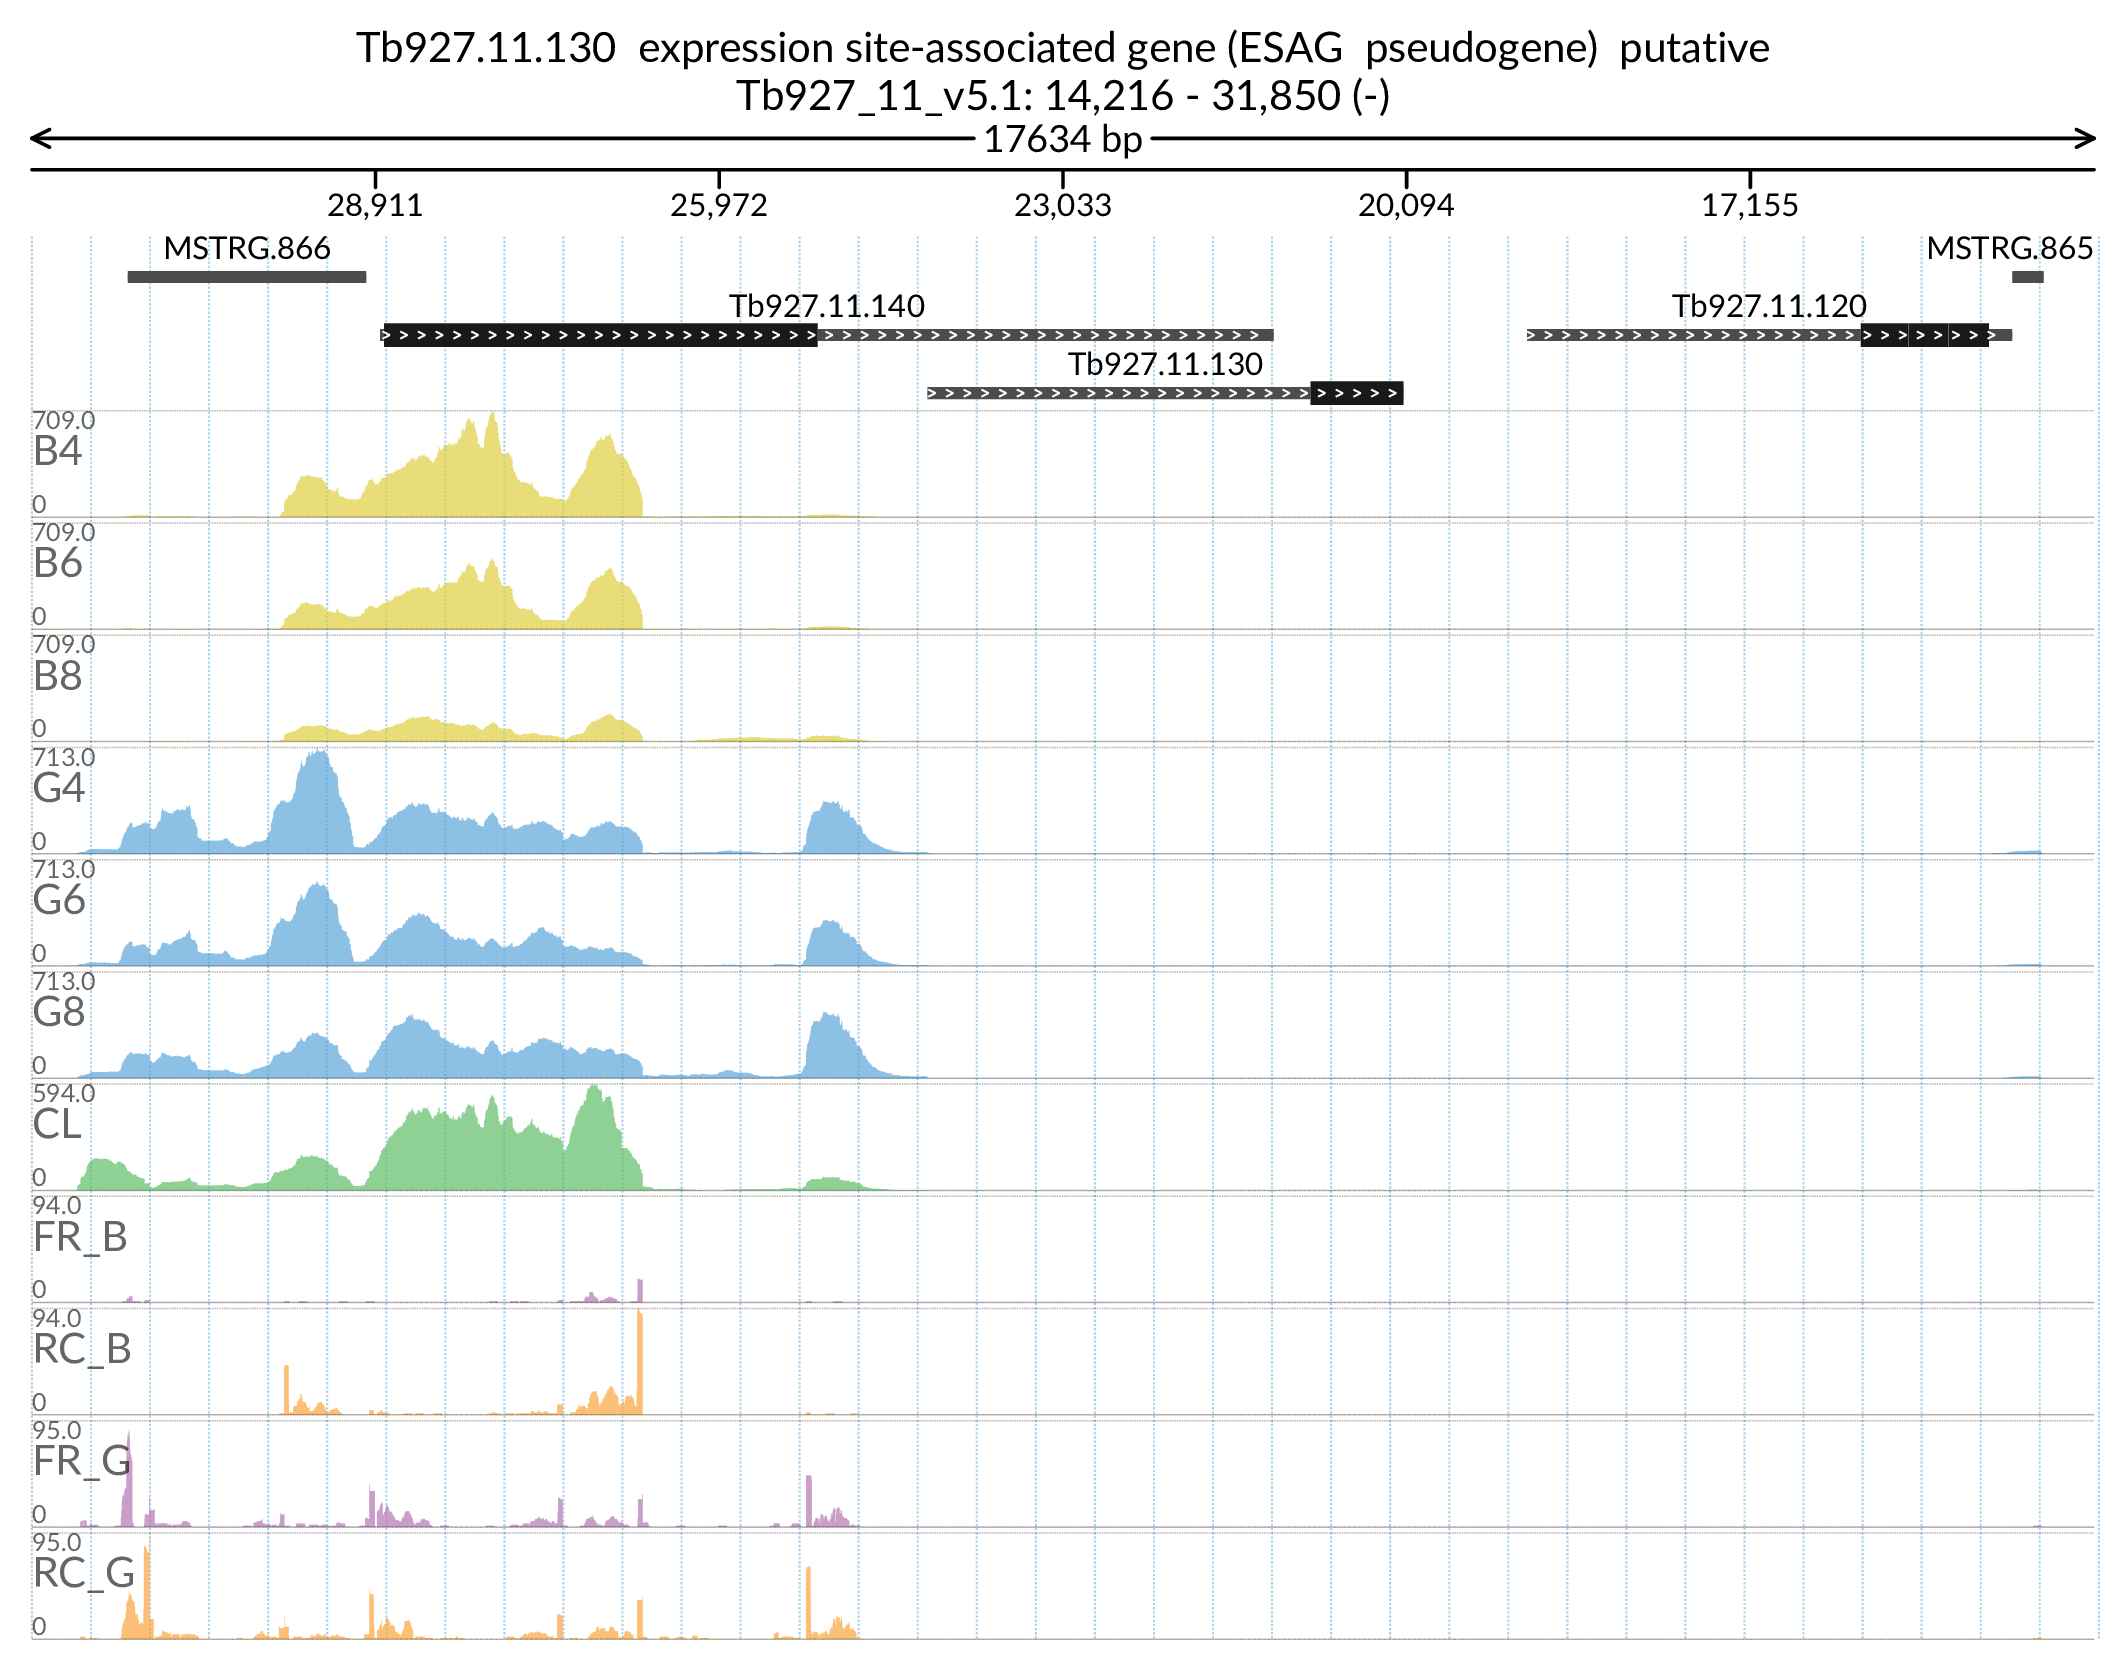 Tb927.11.130  expression site-associated gene (ESAG  pseudogene)  putative
Tb927_11_v5.1: 14,216 - 31,850 (-)
17634 bp
28,911 25,972 23,033 20,094 17,155
MSTRG.866 MSTRG.865
Tb927.11.140 Tb927.11.120
Tb927.11.130
709.0
B4
0
709.0
B6
0
709.0
B8
0
713.0
G4
0
713.0
G6
0
713.0
G8
0
594.0
CL
0
94.0
FR_B
0
94.0
RC_B
0
95.0
FR_G
0
95.0
RC_G
0